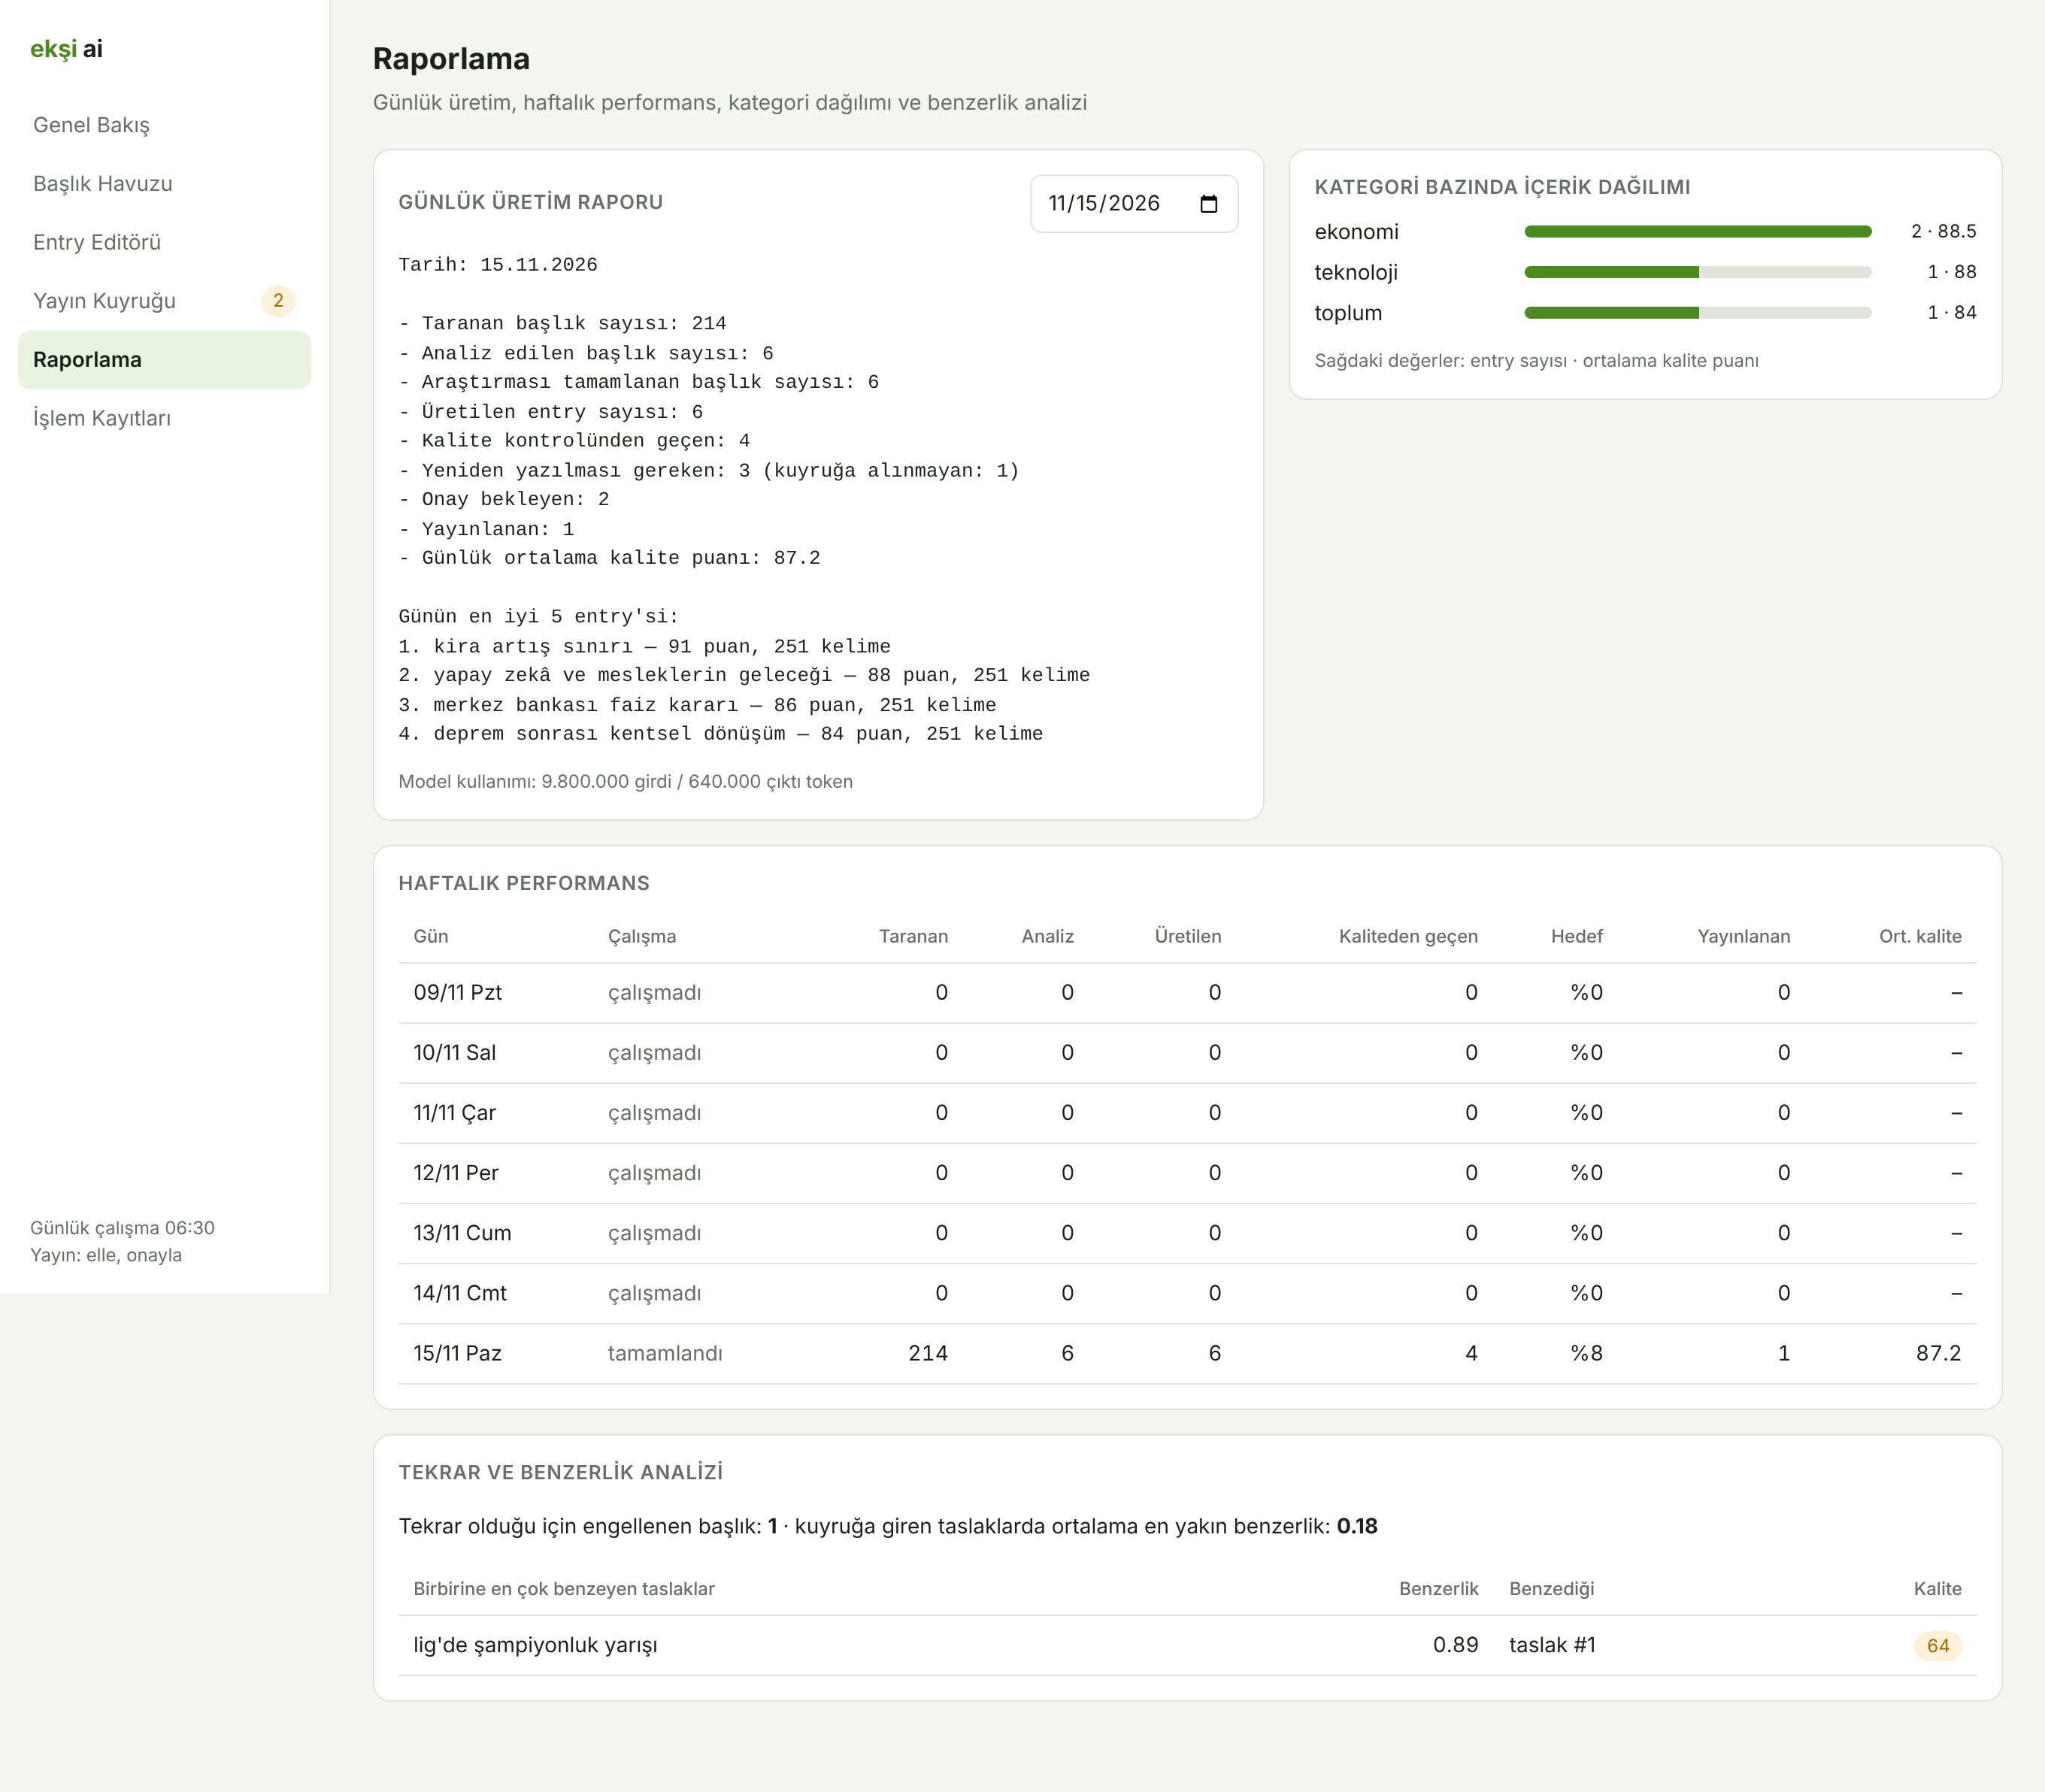 ekşi ai
Genel Bakış
Başlık Havuzu
Entry Editörü
Yayın Kuyruğu 2
Raporlama
İşlem Kayıtları
Günlük çalışma 06:30
Yayın: elle, onayla
Raporlama
Günlük üretim, haftalık performans, kategori dağılımı ve benzerlik analizi
GÜNLÜK ÜRETİM RAPORU 11/15/2026
Tarih: 15.11.2026
- Taranan başlık sayısı: 214
- Analiz edilen başlık sayısı: 6
- Araştırması tamamlanan başlık sayısı: 6
- Üretilen entry sayısı: 6
- Kalite kontrolünden geçen: 4
- Yeniden yazılması gereken: 3 (kuyruğa alınmayan: 1)
- Onay bekleyen: 2
- Yayınlanan: 1
- Günlük ortalama kalite puanı: 87.2
Günün en iyi 5 entry'si:
1. kira artış sınırı — 91 puan, 251 kelime
2. yapay zekâ ve mesleklerin geleceği — 88 puan, 251 kelime
3. merkez bankası faiz kararı — 86 puan, 251 kelime
4. deprem sonrası kentsel dönüşüm — 84 puan, 251 kelime
Model kullanımı: 9.800.000 girdi / 640.000 çıktı token
KATEGORİ BAZINDA İÇERİK DAĞILIMI
ekonomi 2 · 88.5
teknoloji 1 · 88
toplum 1 · 84
Sağdaki değerler: entry sayısı · ortalama kalite puanı
HAFTALIK PERFORMANS
Gün Çalışma Taranan Analiz Üretilen Kaliteden geçen Hedef Yayınlanan Ort. kalite
09/11 Pzt çalışmadı 0 0 0 0 %0 0 –
10/11 Sal çalışmadı 0 0 0 0 %0 0 –
11/11 Çar çalışmadı 0 0 0 0 %0 0 –
12/11 Per çalışmadı 0 0 0 0 %0 0 –
13/11 Cum çalışmadı 0 0 0 0 %0 0 –
14/11 Cmt çalışmadı 0 0 0 0 %0 0 –
15/11 Paz tamamlandı 214 6 6 4 %8 1 87.2
TEKRAR VE BENZERLİK ANALİZİ
Tekrar olduğu için engellenen başlık: 1 · kuyruğa giren taslaklarda ortalama en yakın benzerlik: 0.18
Birbirine en çok benzeyen taslaklar Benzerlik Benzediği Kalite
lig'de şampiyonluk yarışı 0.89 taslak #1 64